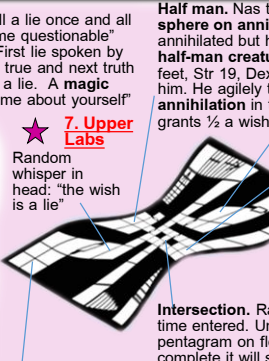 ll a lie once and all
me questionable”
First lie spoken by
true and next truth
a lie. A magic
me about yourself”
7. Upper
Labs
Random
whisper in
head: “the wish
is a lie”
Half man. Nas t
sphere on anni
annihilated but h
half-man creatu
feet, Str 19, Dex
him. He agilely t
annihilation in
grants ½ a wish
Intersection. Ra
time entered. Un
pentagram on fl
complete it will s